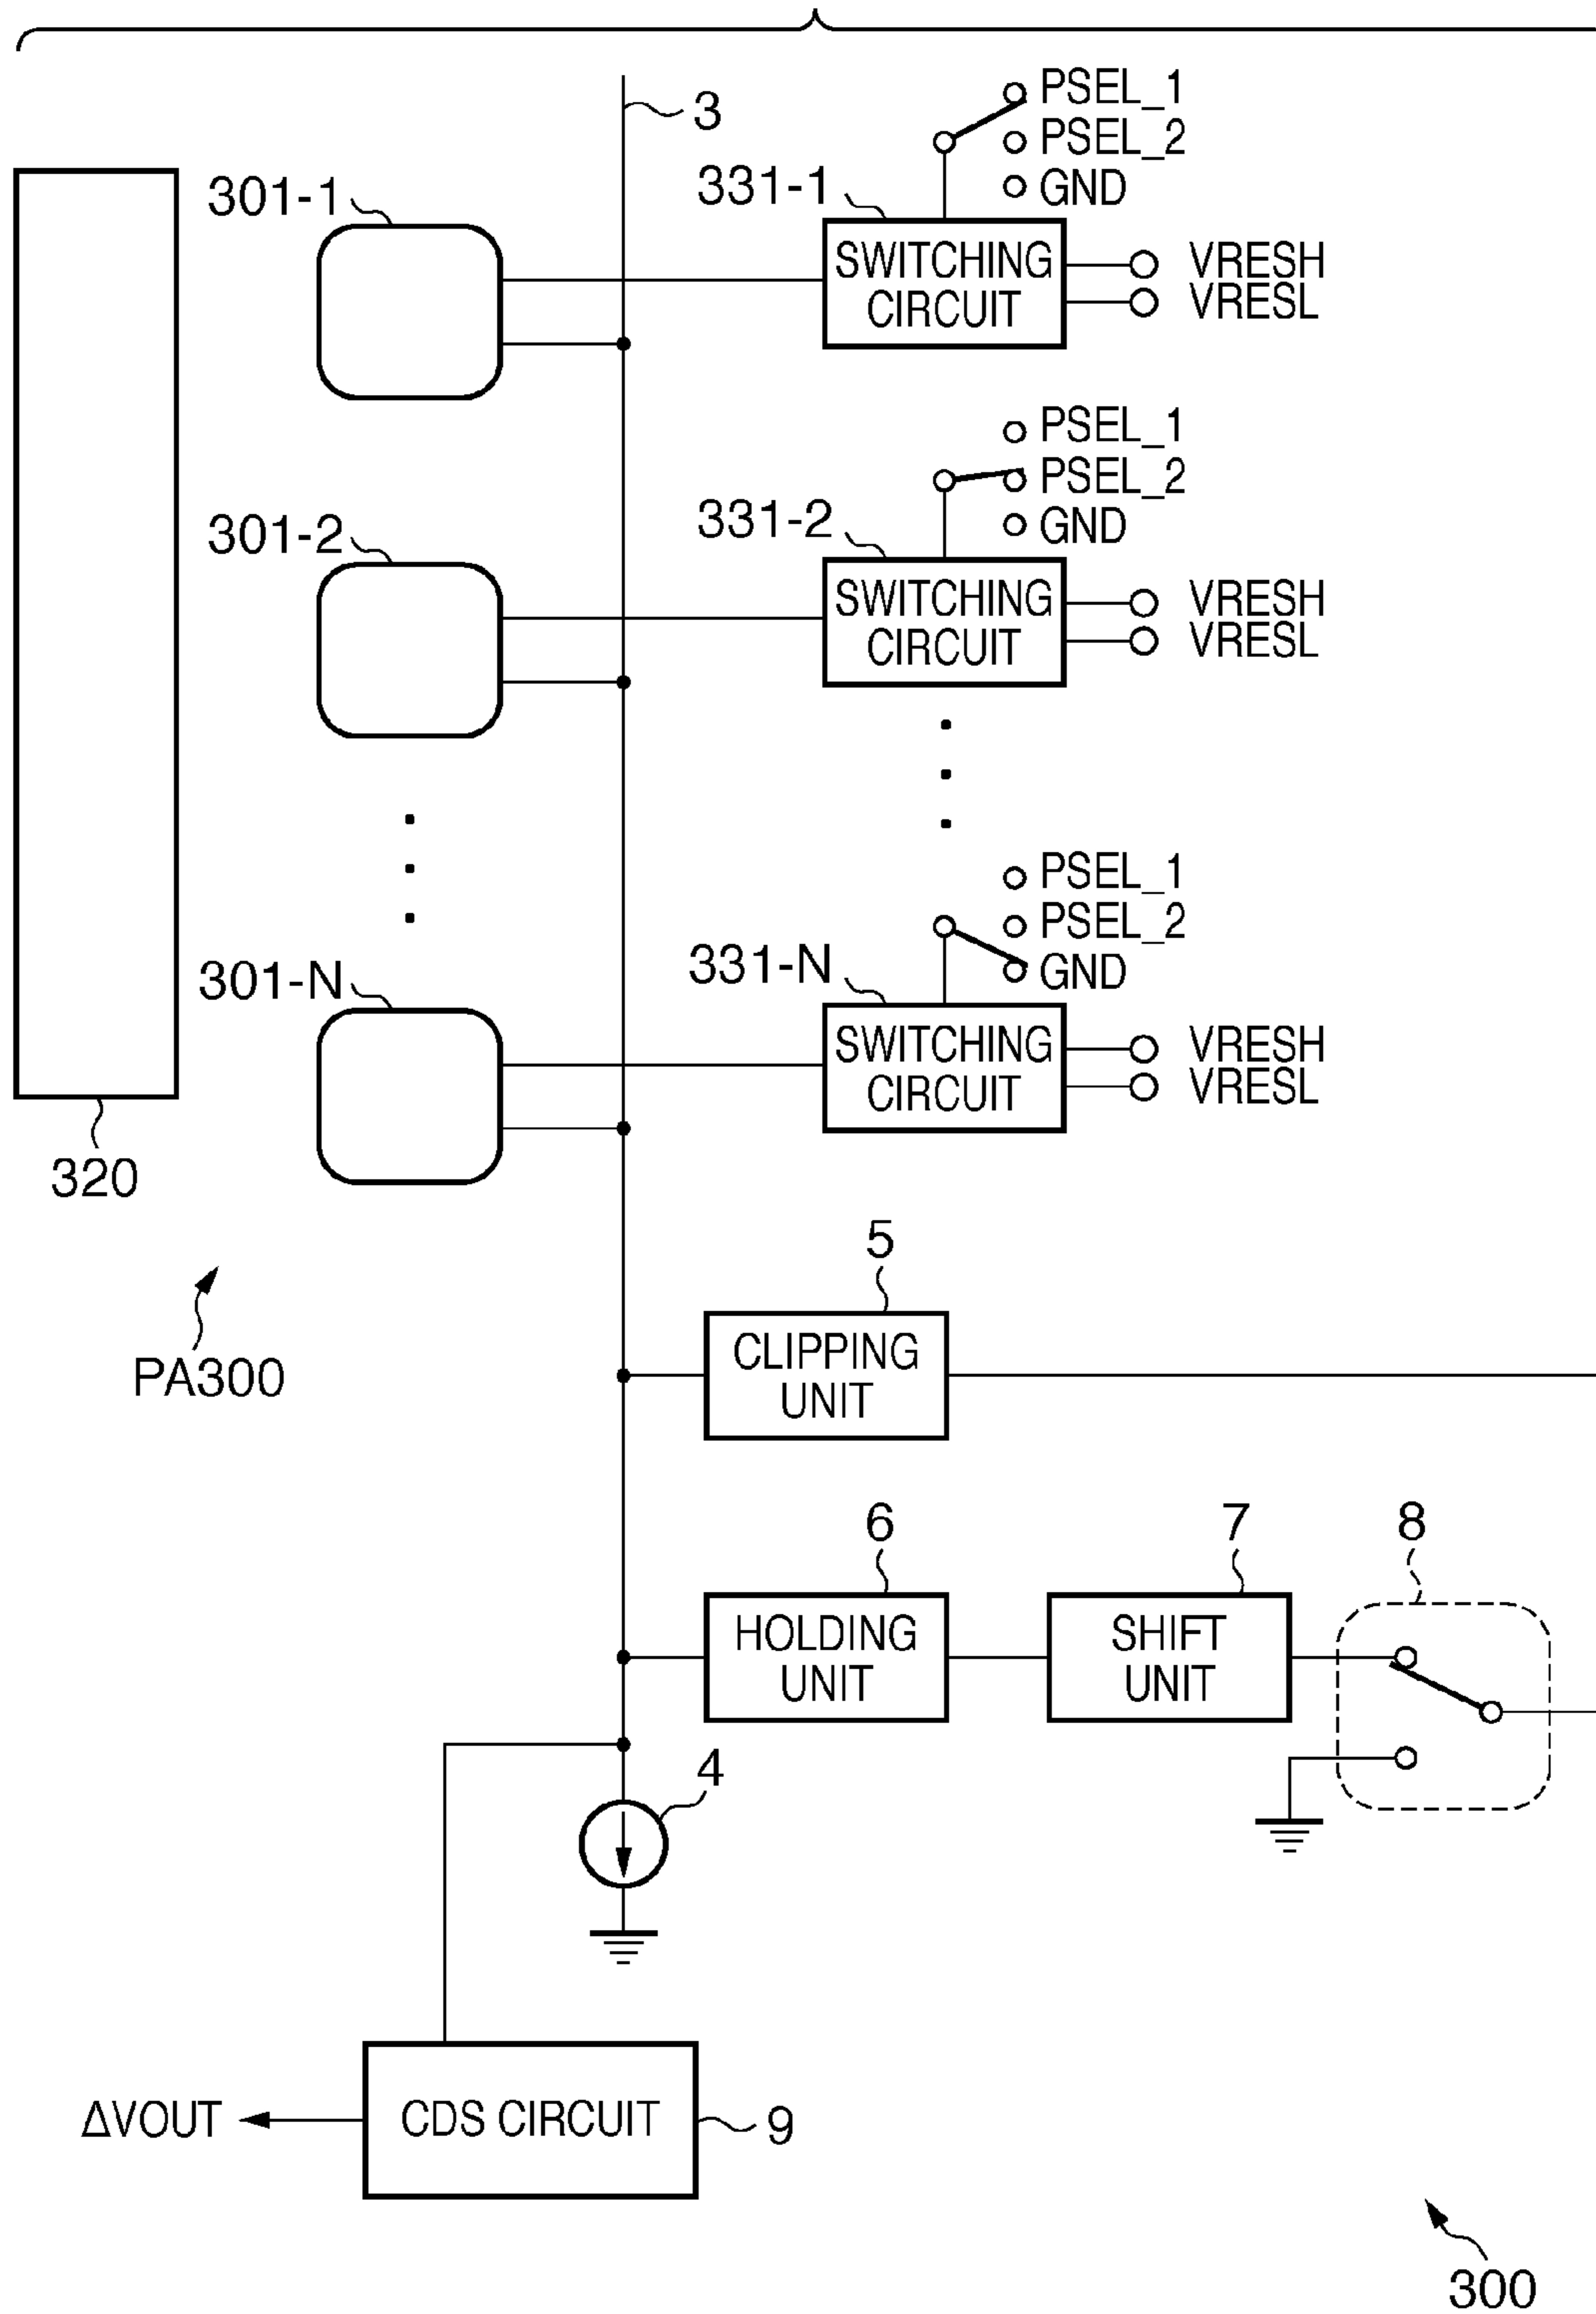 3
PSEL_1
PSEL_2
GND
301-1
331-1
SWITCHING
CIRCUIT
VRESH
VRESL
PSEL_1
PSEL_2
GND
301-2
331-2
SWITCHING
CIRCUIT
VRESH
VRESL
PSEL_1
PSEL_2
GND
301-N
331-N
SWITCHING
CIRCUIT
VRESH
VRESL
320
PA300
5
CLIPPING
UNIT
6
HOLDING
UNIT
7
SHIFT
UNIT
8
4
ΔVOUT
CDS CIRCUIT
9
300